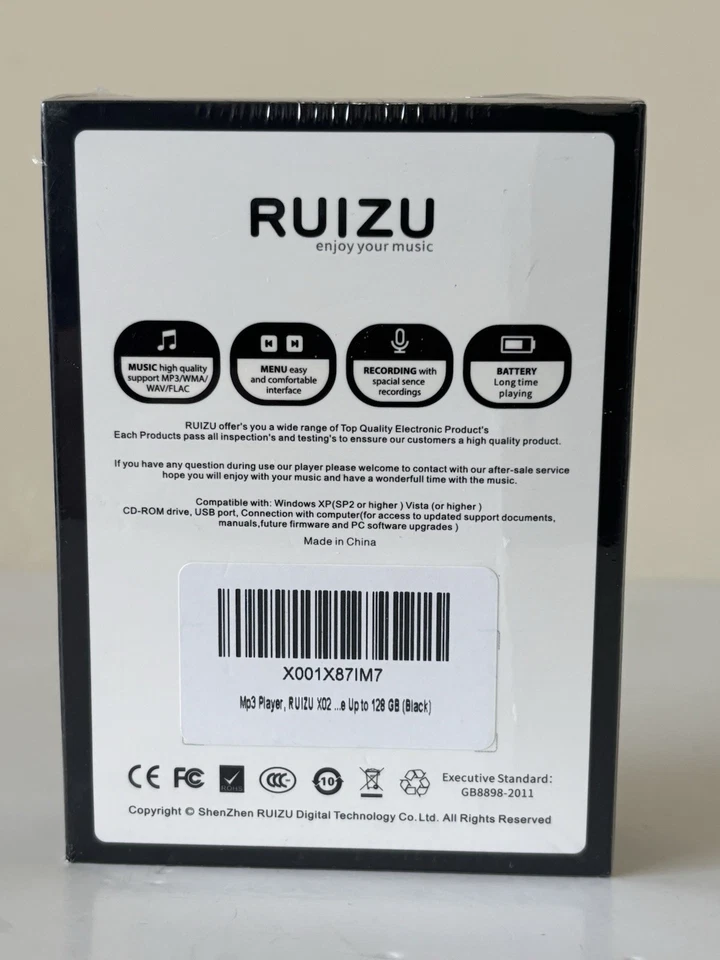 RUIZU
enjoy your music
MUSIC high quality
support MP3/WMA/
WAV/FLAC
MENU easy
and comfortable
interface
RECORDING with
spacial sence
recordings
BATTERY
Long time
playing
RUIZU offer's you a wide range of Top Quality Electronic Product's
Each Products pass all inspection's and testing's to enssure our customers a high quality product.
If you have any question during use our player please welcome to contact with our after-sale service
hope you will enjoy with your music and have a wonderfull time with the music.
Compatible with: Windows XP(SP2 or higher ) Vista (or higher )
CD-ROM drive, USB port, Connection with computer(for access to updated support documents,
manuals,future firmware and PC software upgrades )
Made in China
X001X87IM7
Mp3 Player, RUIZU X02 ...e Up to 128 GB (Black)
CE FC ROHS CCC 10
Executive Standard:
GB8898-2011
Copyright © ShenZhen RUIZU Digital Technology Co.Ltd. All Rights Reserved